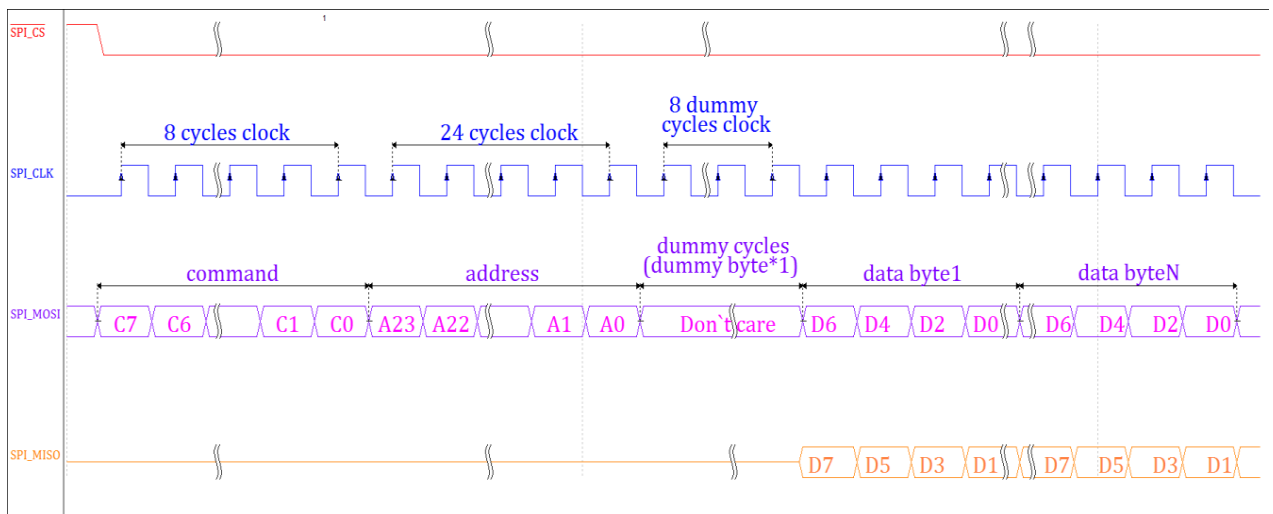 1
SPI_CS
8 dummy
cycles clock
8 cycles clock
24 cycles clock
SPI_CLK
dummy cycles
(dummy byte*1)
command
address
data byte1
data byteN
SPI_MOSI
C7 C6 C1 C0 A23 A22 A1 A0 Don`t care D6 D4 D2 D0 D6 D4 D2 D0
SPI_MISO
D7 D5 D3 D1 D7 D5 D3 D1